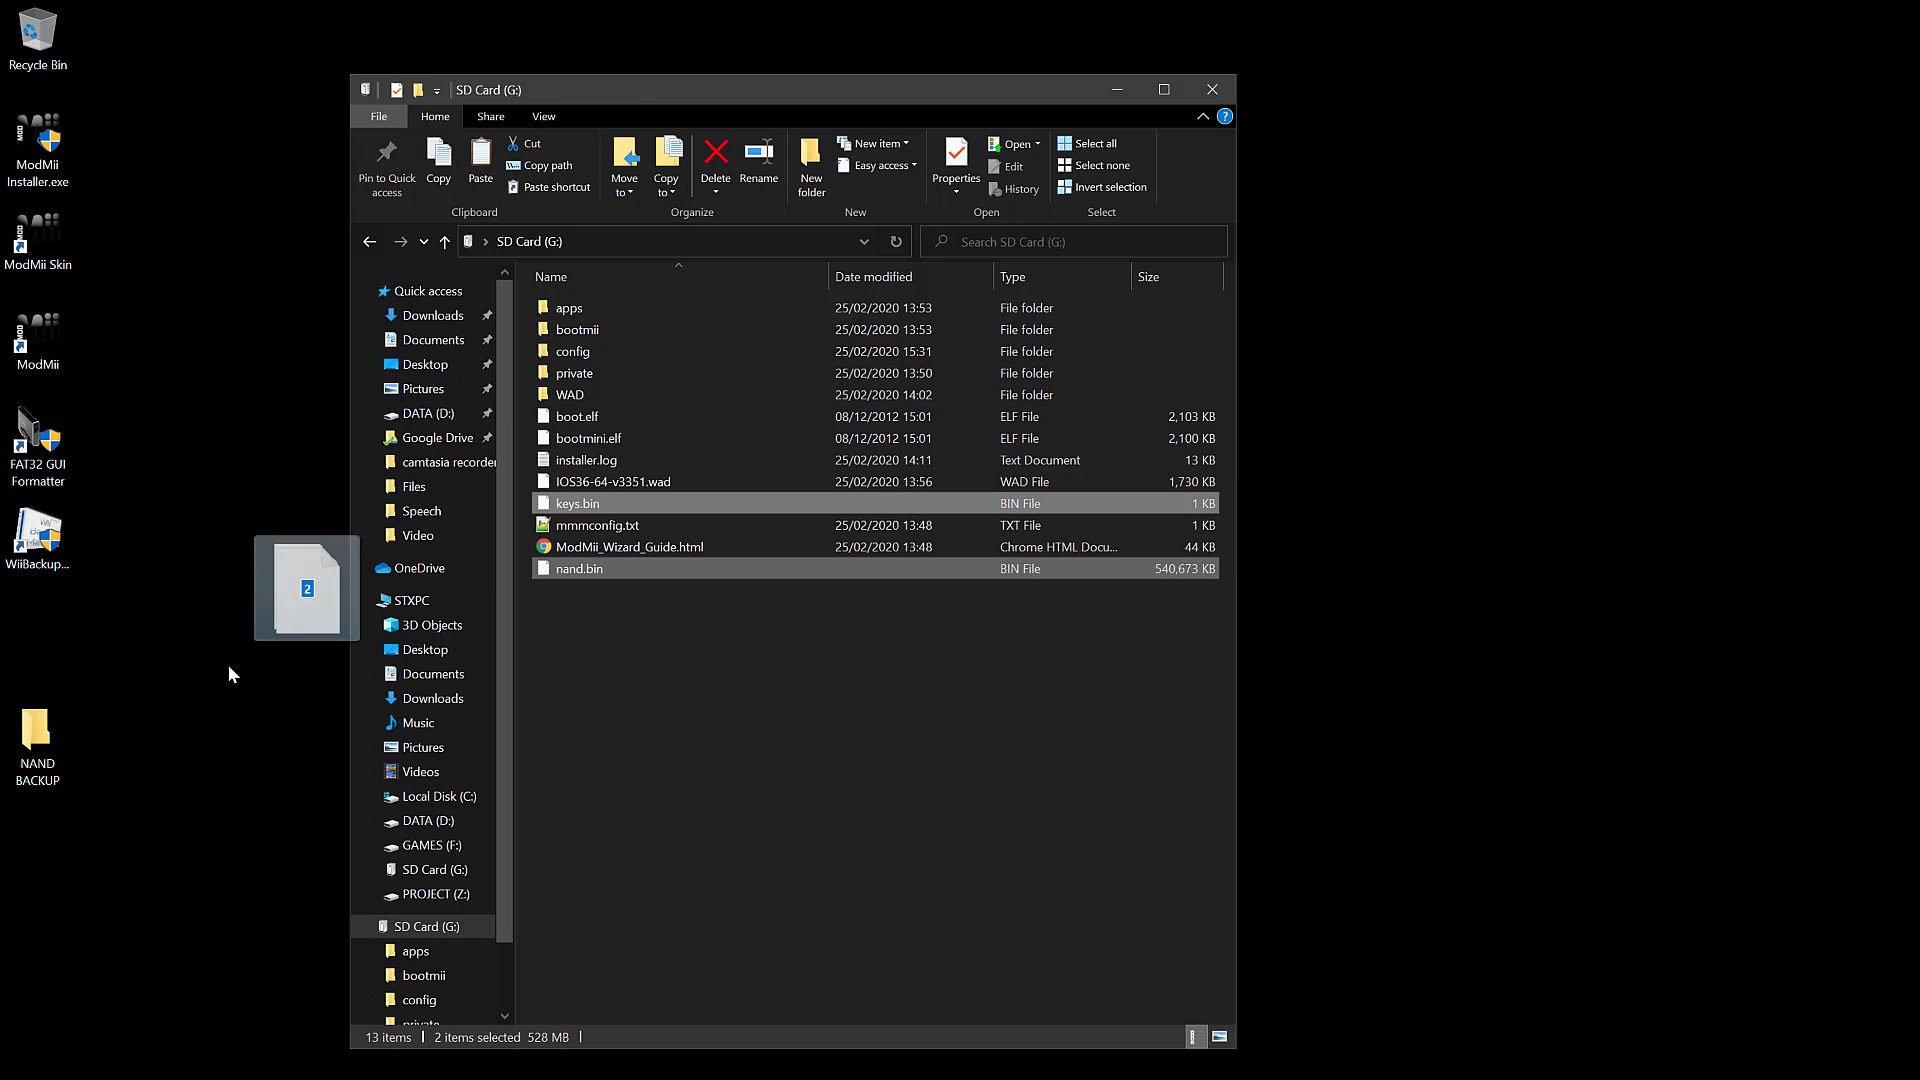 Recycle Bin
ModMii
Installer.exe
ModMii Skin
ModMii
FAT32 GUI
Formatter
WiiBackup...
2
NAND
BACKUP
SD Card (G:)
File Home Share View
Pin to Quick
access
Copy
Paste
Cut
Copy path
Paste shortcut
Clipboard
Move
to
Copy
to
Delete
Rename
Organize
New
folder
New item
Easy access
New
Properties
Open
Edit
History
Open
Select all
Select none
Invert selection
Select
SD Card (G:)
Search SD Card (G:)
Quick access
Downloads
Documents
Desktop
Pictures
DATA (D:)
Google Drive
camtasia recorder
Files
Speech
Video
OneDrive
STXPC
3D Objects
Desktop
Documents
Downloads
Music
Pictures
Videos
Local Disk (C:)
DATA (D:)
GAMES (F:)
SD Card (G:)
PROJECT (Z:)
SD Card (G:)
apps
bootmii
config
private
Name Date modified Type Size
apps 25/02/2020 13:53 File folder
bootmii 25/02/2020 13:53 File folder
config 25/02/2020 15:31 File folder
private 25/02/2020 13:50 File folder
WAD 25/02/2020 14:02 File folder
boot.elf 08/12/2012 15:01 ELF File 2,103 KB
bootmini.elf 08/12/2012 15:01 ELF File 2,100 KB
installer.log 25/02/2020 14:11 Text Document 13 KB
IOS36-64-v3351.wad 25/02/2020 13:56 WAD File 1,730 KB
keys.bin BIN File 1 KB
mmmconfig.txt 25/02/2020 13:48 TXT File 1 KB
ModMii_Wizard_Guide.html 25/02/2020 13:48 Chrome HTML Docu... 44 KB
nand.bin BIN File 540,673 KB
13 items 2 items selected 528 MB